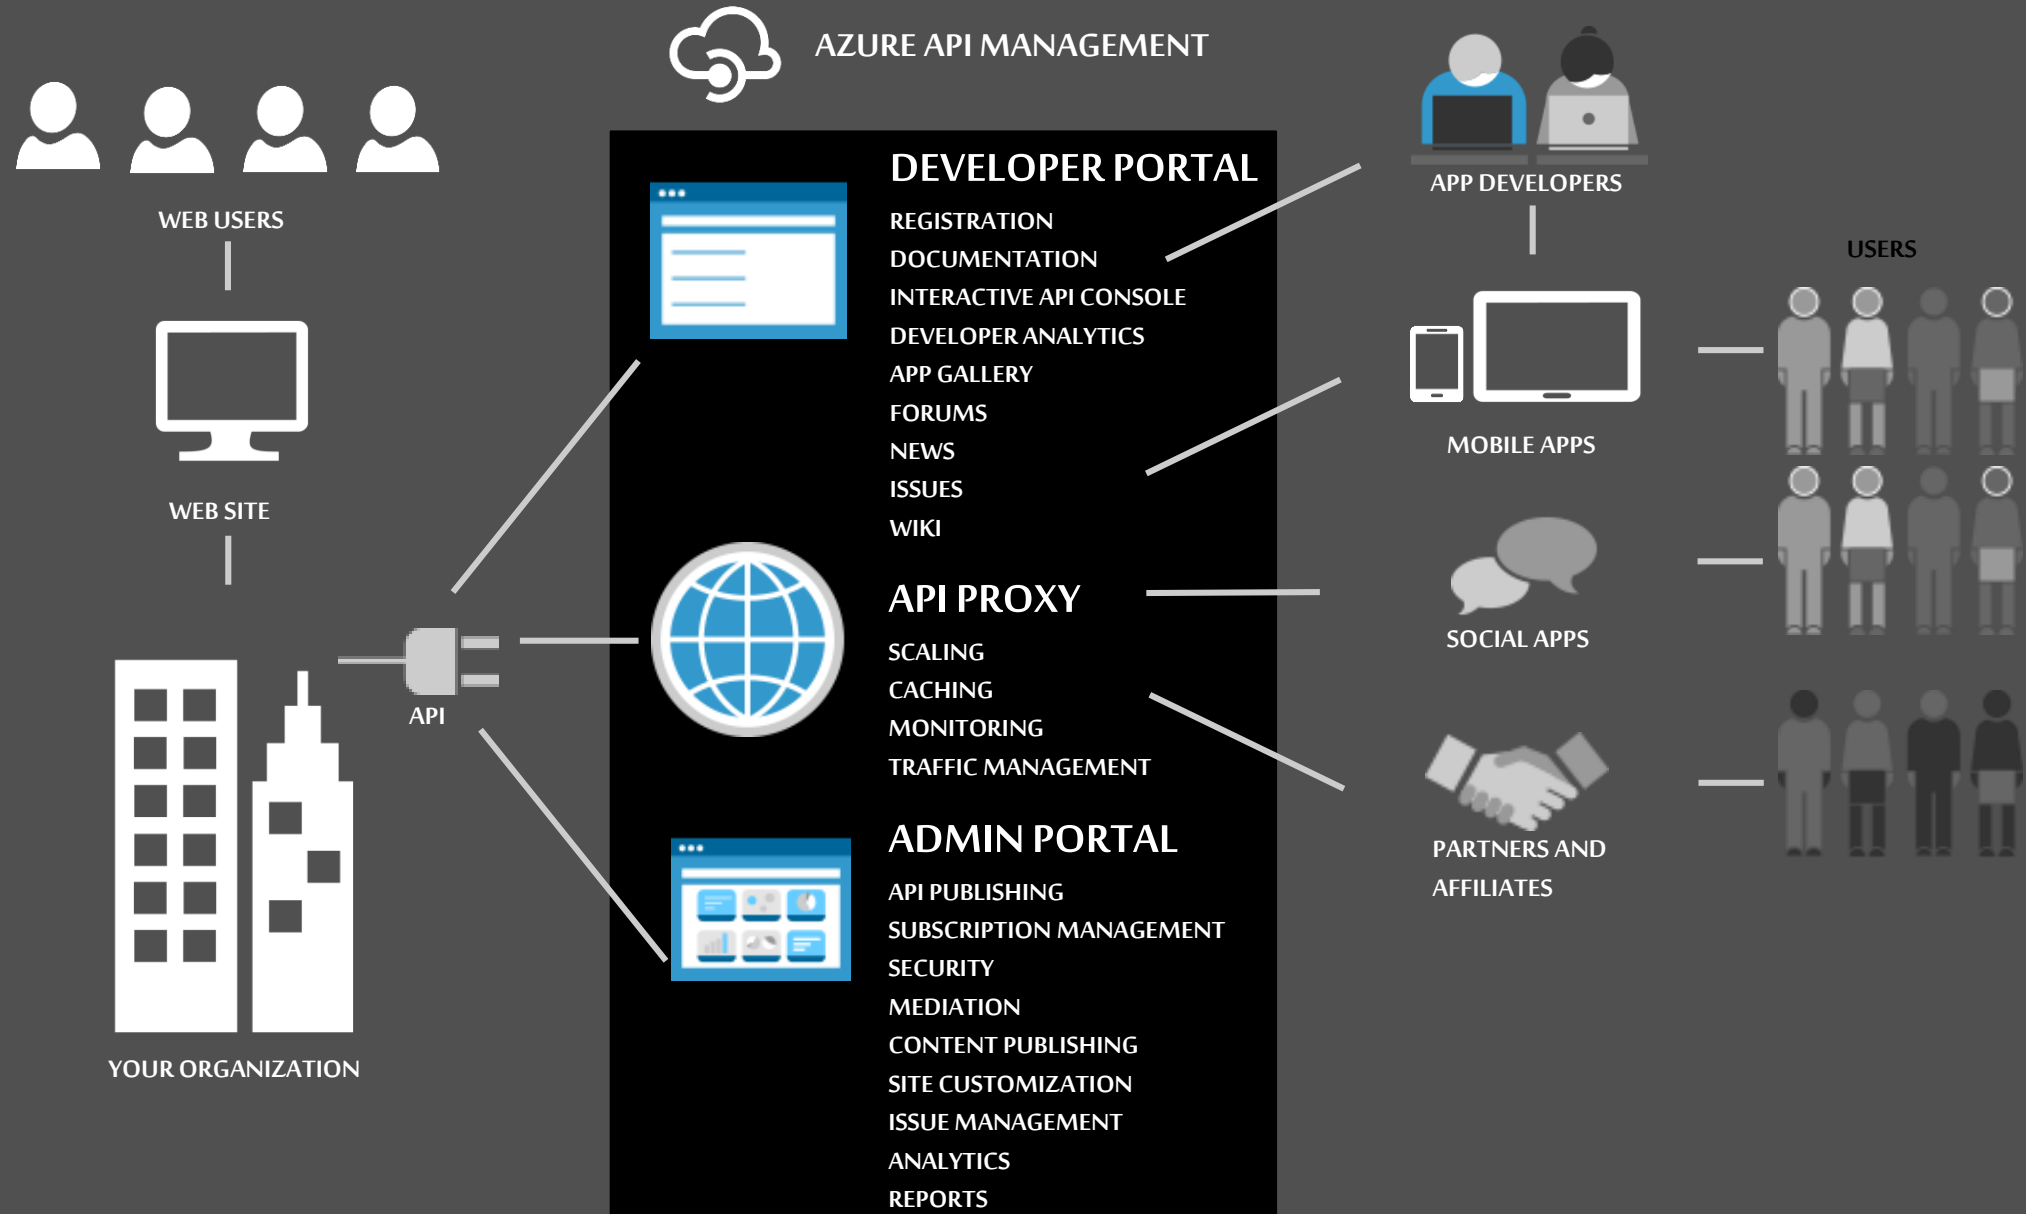 AZURE API MANAGEMENT
WEB USERS
WEB SITE
API
YOUR ORGANIZATION
DEVELOPER PORTAL
REGISTRATION
DOCUMENTATION
INTERACTIVE API CONSOLE
DEVELOPER ANALYTICS
APP GALLERY
FORUMS
NEWS
ISSUES
WIKI
API PROXY
SCALING
CACHING
MONITORING
TRAFFIC MANAGEMENT
ADMIN PORTAL
API PUBLISHING
SUBSCRIPTION MANAGEMENT
SECURITY
MEDIATION
CONTENT PUBLISHING
SITE CUSTOMIZATION
ISSUE MANAGEMENT
ANALYTICS
REPORTS
APP DEVELOPERS
USERS
MOBILE APPS
SOCIAL APPS
PARTNERS AND
AFFILIATES